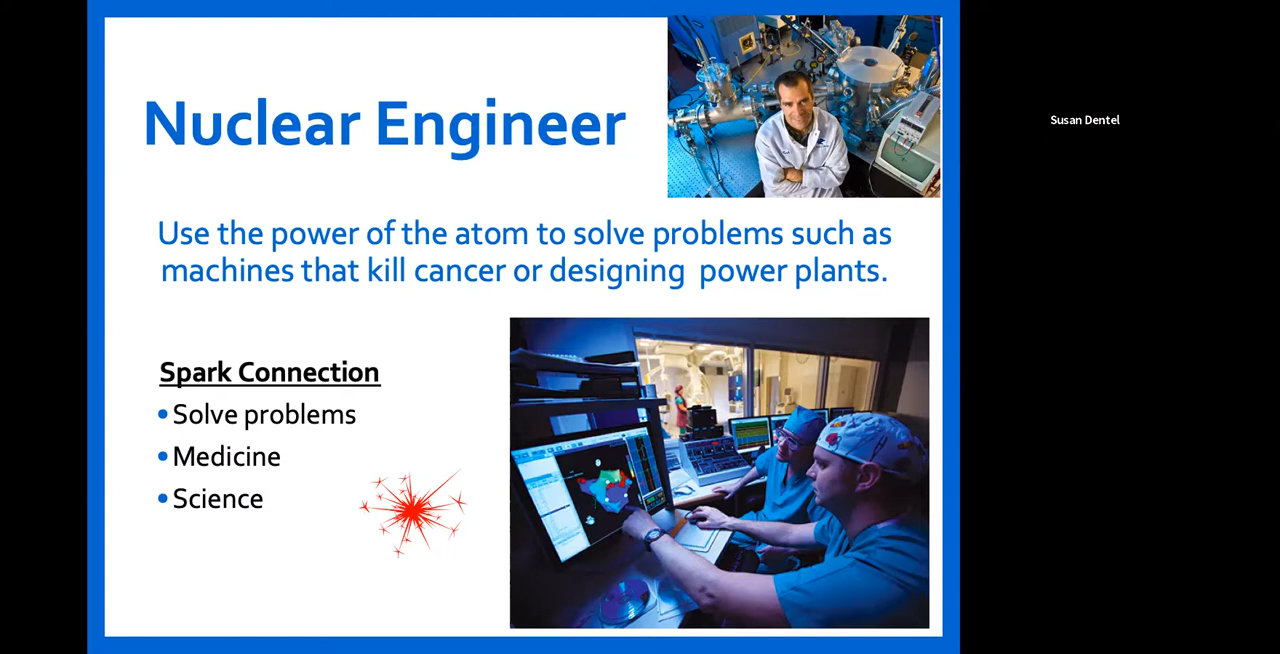 Nuclear Engineer
Susan Dentel
Use the power of the atom to solve problems such as
machines that kill cancer or designing  power plants.
Spark Connection
•Solve problems
•Medicine
•Science